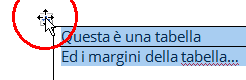 Questa è una tabella
Ed i margini della tabella...